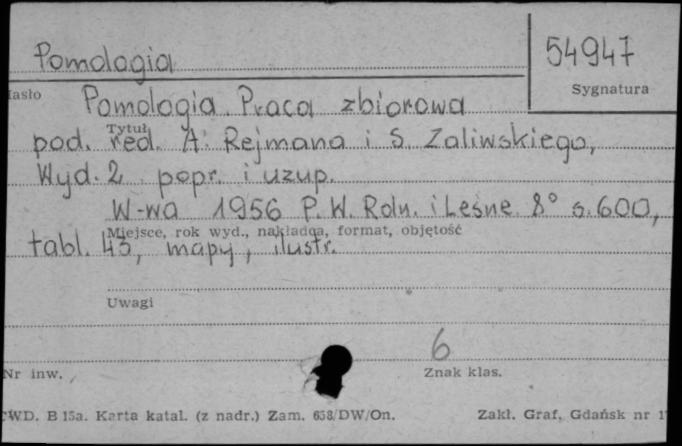 Pomologia
54947
Hasło
Sygnatura
Pomologia. Praca zbiorowa
Tytuł
pod. red. A. Rejmana i S. Zaliwskiego,
Wyd. 2 popr. i uzup.
W-wa 1956 P. W. Roln. i Leśne 8° s. 600,
Miejsce, rok wyd., nakładca, format, objętość
tabl. 45, mapy, ilustr.
Uwagi
6
Nr inw.
Znak klas.
CWD. B 15a. Karta katal. (z nadr.) Zam. 658/DW/On.
Zakł. Graf. Gdańsk nr 1